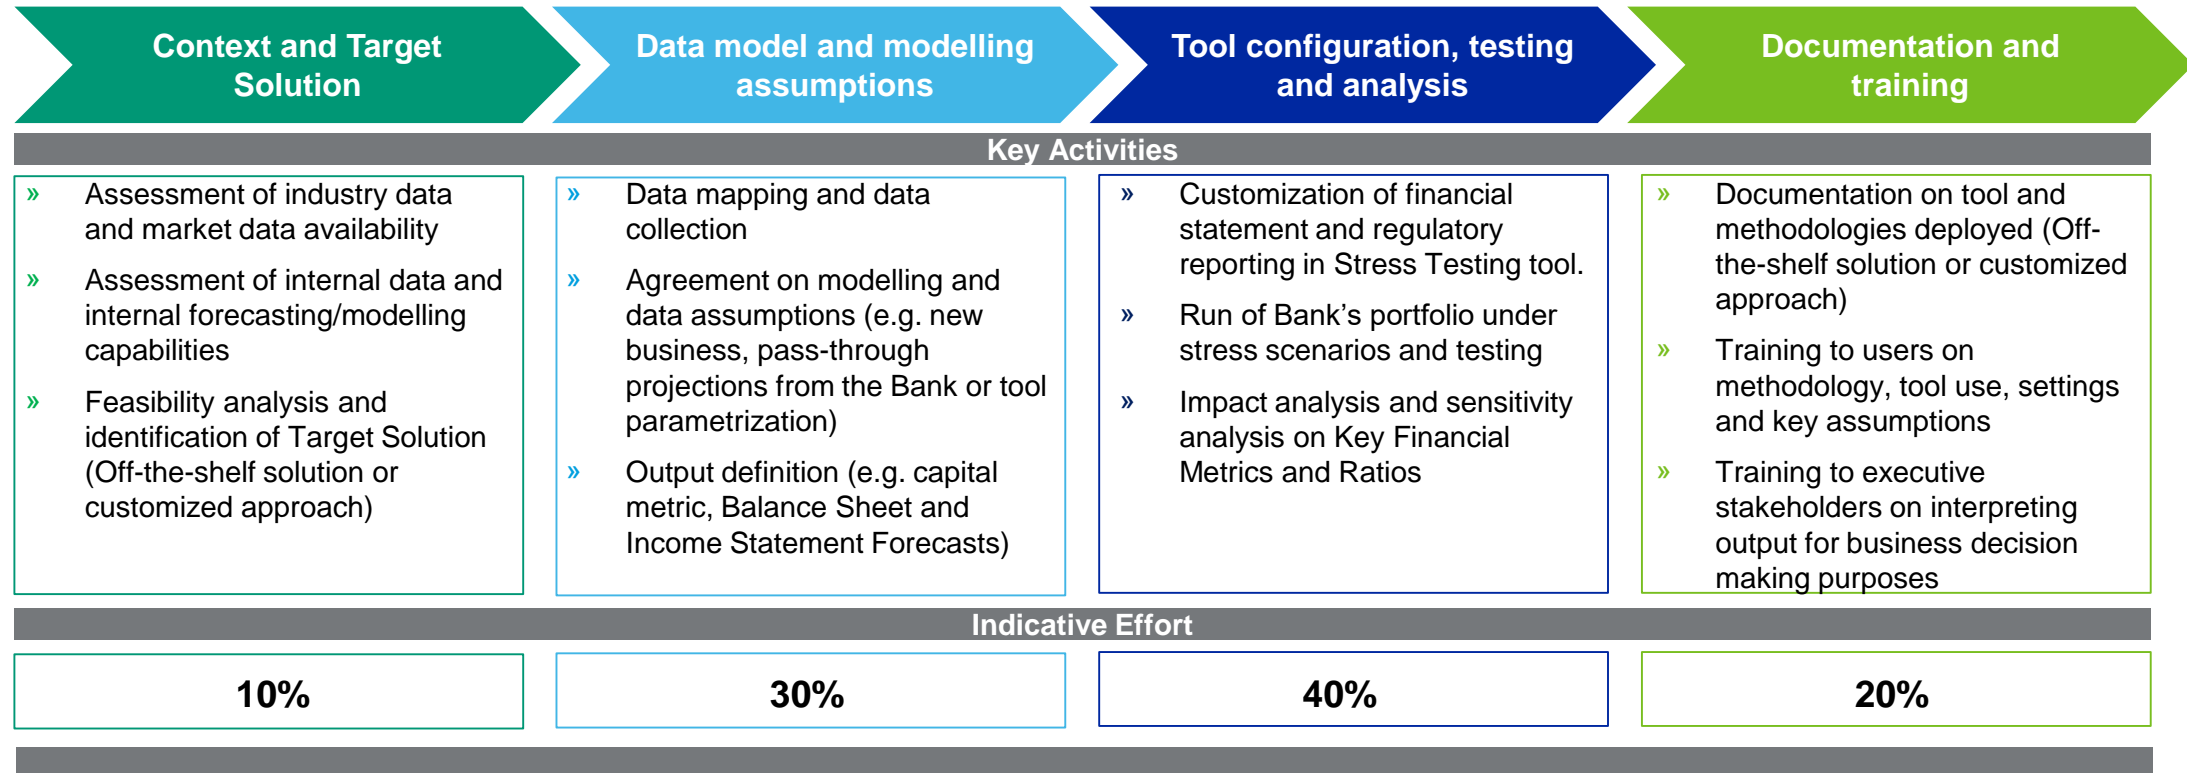 Context and Target
Solution
Data model and modelling
assumptions
Tool configuration, testing
and analysis
Documentation and
training
Key Activities
» Assessment of industry data
and market data availability
» Assessment of internal data and
internal forecasting/modelling
capabilities
» Feasibility analysis and
identification of Target Solution
(Off-the-shelf solution or
customized approach)
» Data mapping and data
collection
» Agreement on modelling and
data assumptions (e.g. new
business, pass-through
projections from the Bank or tool
parametrization)
» Output definition (e.g. capital
metric, Balance Sheet and
Income Statement Forecasts)
» Customization of financial
statement and regulatory
reporting in Stress Testing tool.
» Run of Bank’s portfolio under
stress scenarios and testing
» Impact analysis and sensitivity
analysis on Key Financial
Metrics and Ratios
» Documentation on tool and
methodologies deployed (Off-
the-shelf solution or customized
approach)
» Training to users on
methodology, tool use, settings
and key assumptions
» Training to executive
stakeholders on interpreting
output for business decision
making purposes
Indicative Effort
10%
30%
40%
20%